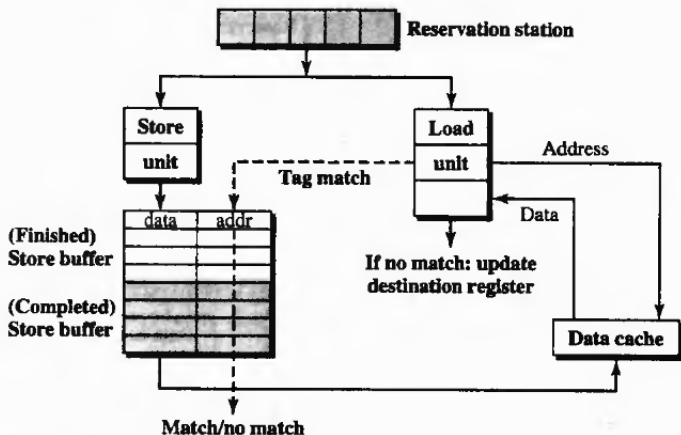 Reservation station
Store
unit
Load
unit
Address
Tag match
Data
data addr
(Finished)
Store buffer
If no match: update
destination register
(Completed)
Store buffer
Data cache
Match/no match